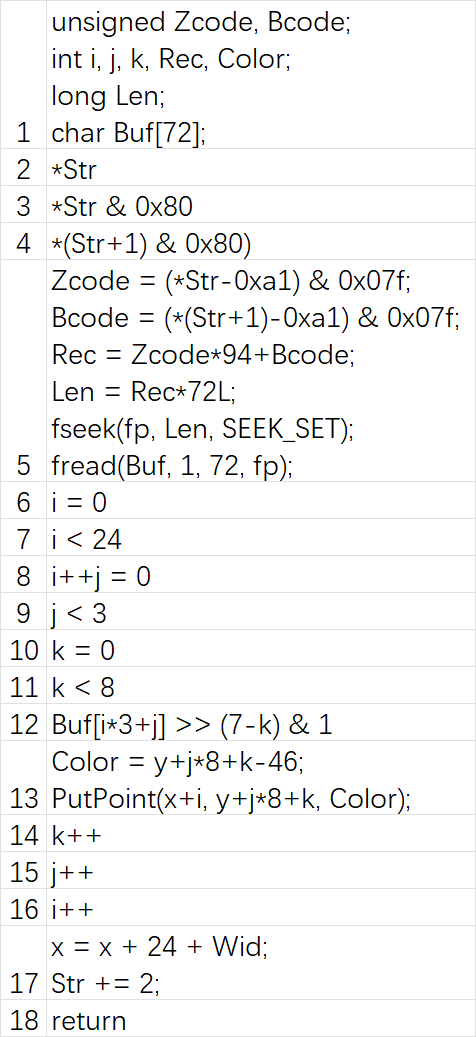 unsigned Zcode, Bcode;
int i, j, k, Rec, Color;
long Len;
1 char Buf[72];
2 *Str
3 *Str & 0x80
4 *(Str+1) & 0x80)
Zcode = (*Str-0xa1) & 0x07f;
Bcode = (*(Str+1)-0xa1) & 0x07f;
Rec = Zcode*94+Bcode;
Len = Rec*72L;
fseek(fp, Len, SEEK_SET);
5 fread(Buf, 1, 72, fp);
6 i = 0
7 i < 24
8 i++j = 0
9 j < 3
10 k = 0
11 k < 8
12 Buf[i*3+j] >> (7-k) & 1
Color = y+j*8+k-46;
13 PutPoint(x+i, y+j*8+k, Color);
14 k++
15 j++
16 i++
x = x + 24 + Wid;
17 Str += 2;
18 return